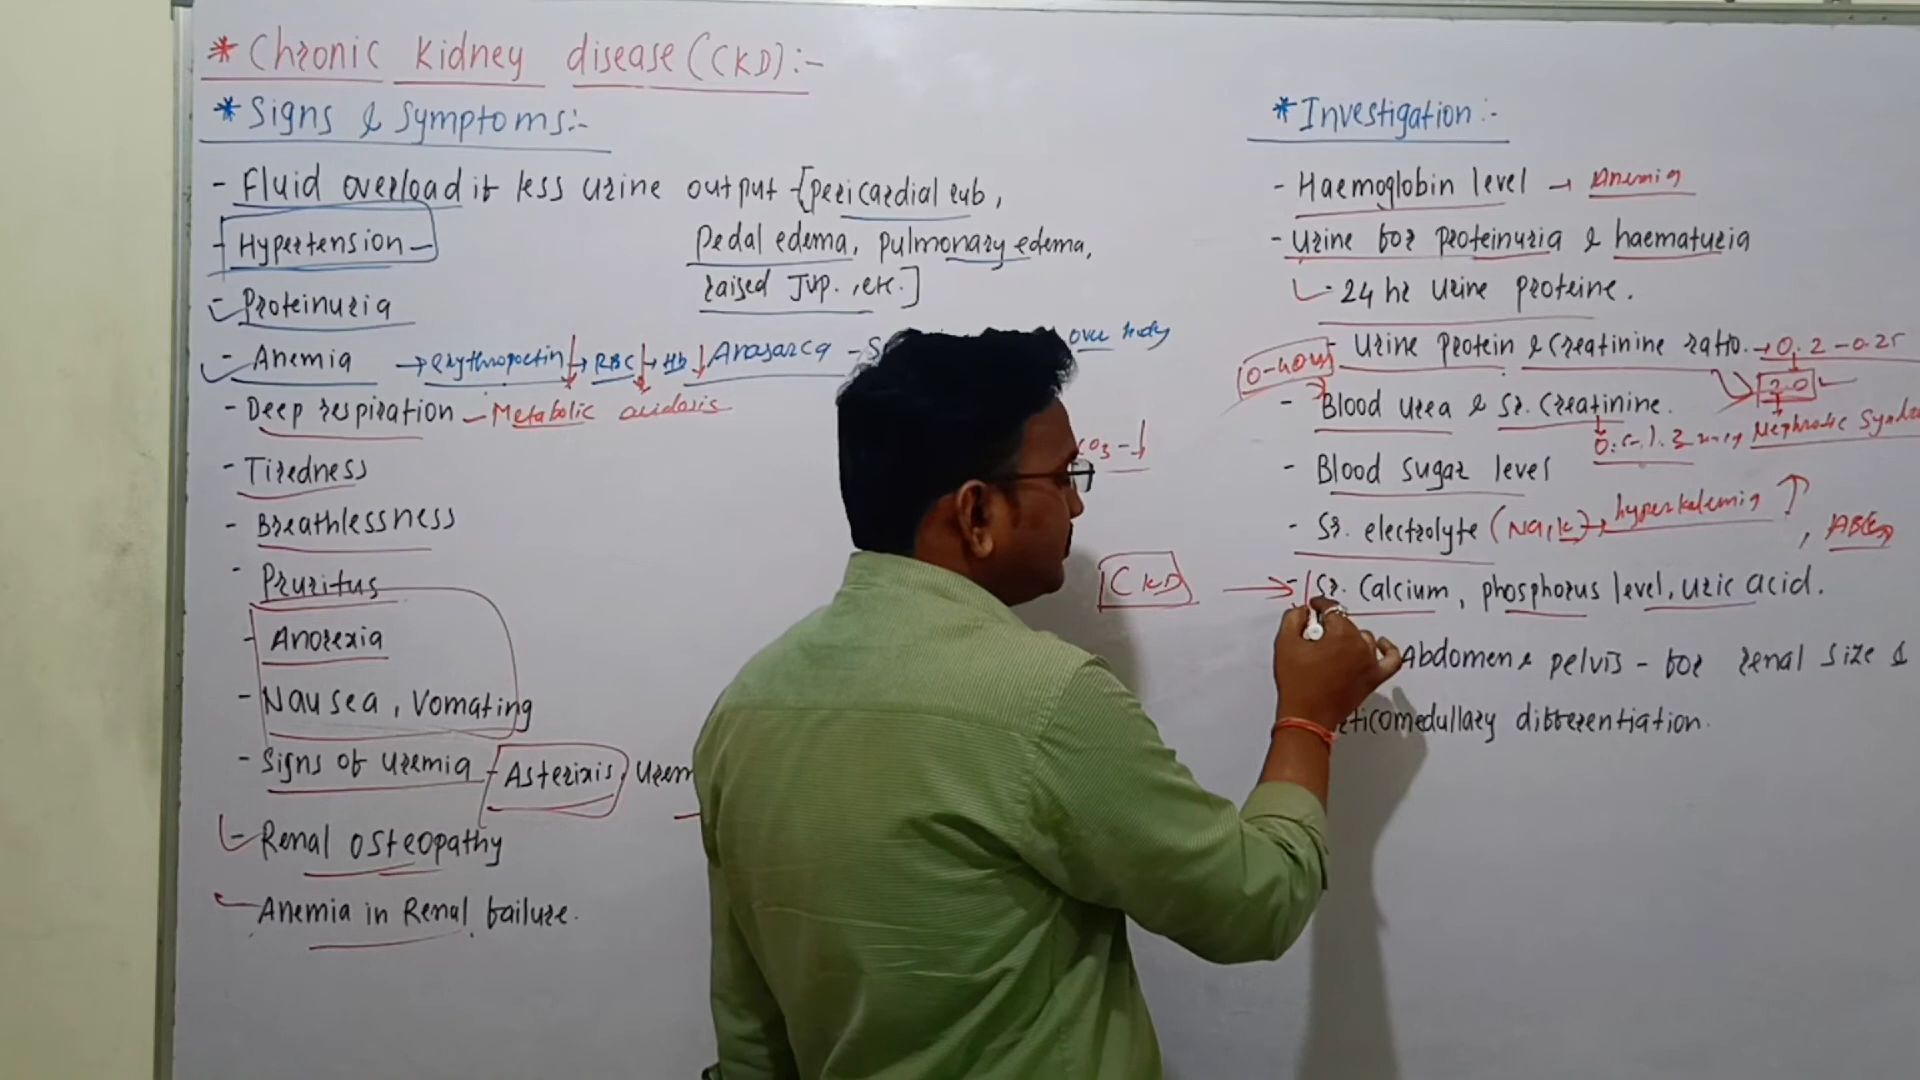 * Chronic Kidney disease (CKD):-
* Signs & Symptoms:-
- Fluid overload if less urine output - [pericardial rub,
pedal edema, pulmonary edema,
raised JVP., etc.]
- Hypertension -
- Proteinuria
- Anemia → erythropoetin ↓ → RBC ↓ → Hb ↓ Anasarca - over body
- Deep respiration - Metabolic acidosis
- Tiredness
- Breathlessness
- Pruritus
- Anorexia
- Nausea, Vomating
- Signs of uremia - Asterixis, Urem
- Renal osteopathy
- Anemia in Renal failure.
CKD →
* Investigation:-
- Haemoglobin level → Anemia
- Urine for proteinuria & haematuria
- 24 hr urine proteine.
- Urine protein & creatinine ratio. → 0.2 - 0.25
- Blood urea & Sr. Creatinine.
Nephrotic
- Blood sugar level
- Sr. electrolyte (Na, K) → hyperkalemia ↑, ABG
- Sr. Calcium, phosphorus level, uric acid.
Abdomen & pelvis - for renal size &
ticomedullary differentiation.